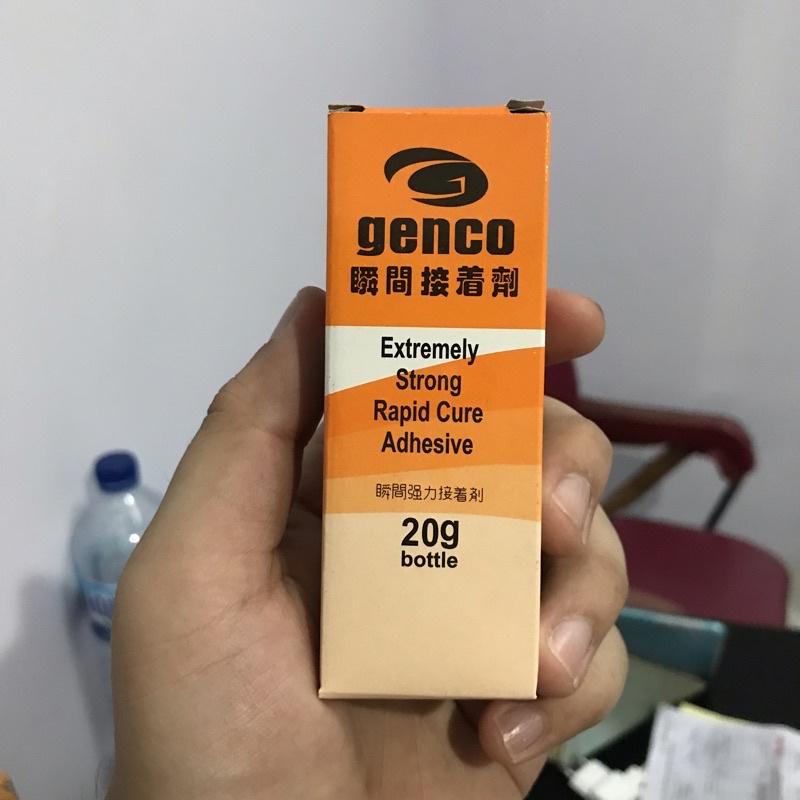 genco
瞬間接着劑
Extremely
Strong
Rapid Cure
Adhesive
瞬間强力接着剤
20g
bottle